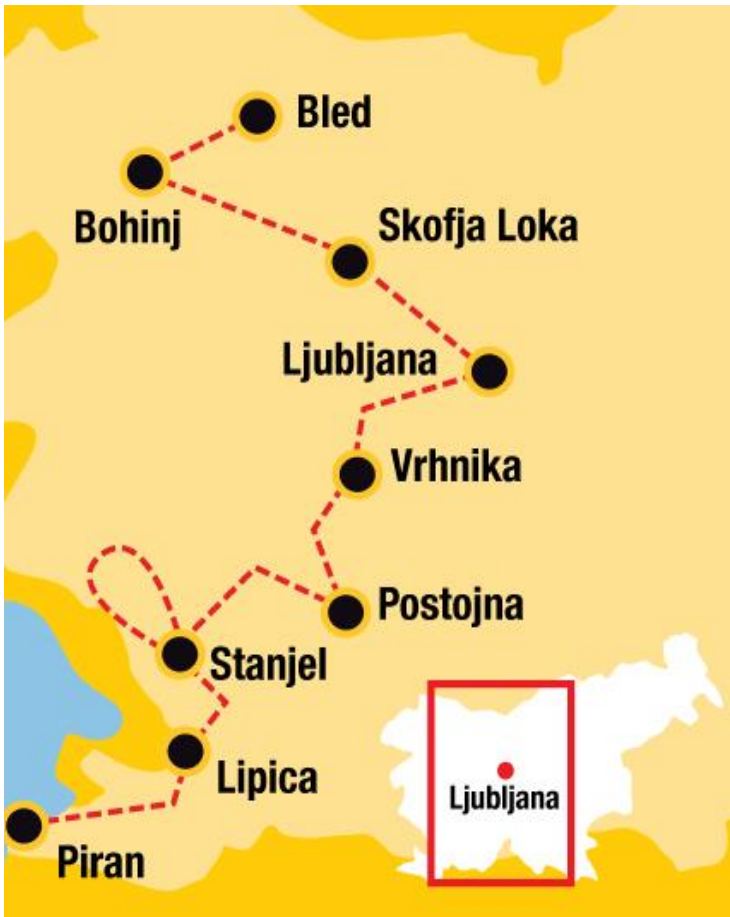 Bled
Bohinj
Skofja Loka
Ljubljana
Vrhnika
Postojna
Stanjel
Lipica
Ljubljana
Piran